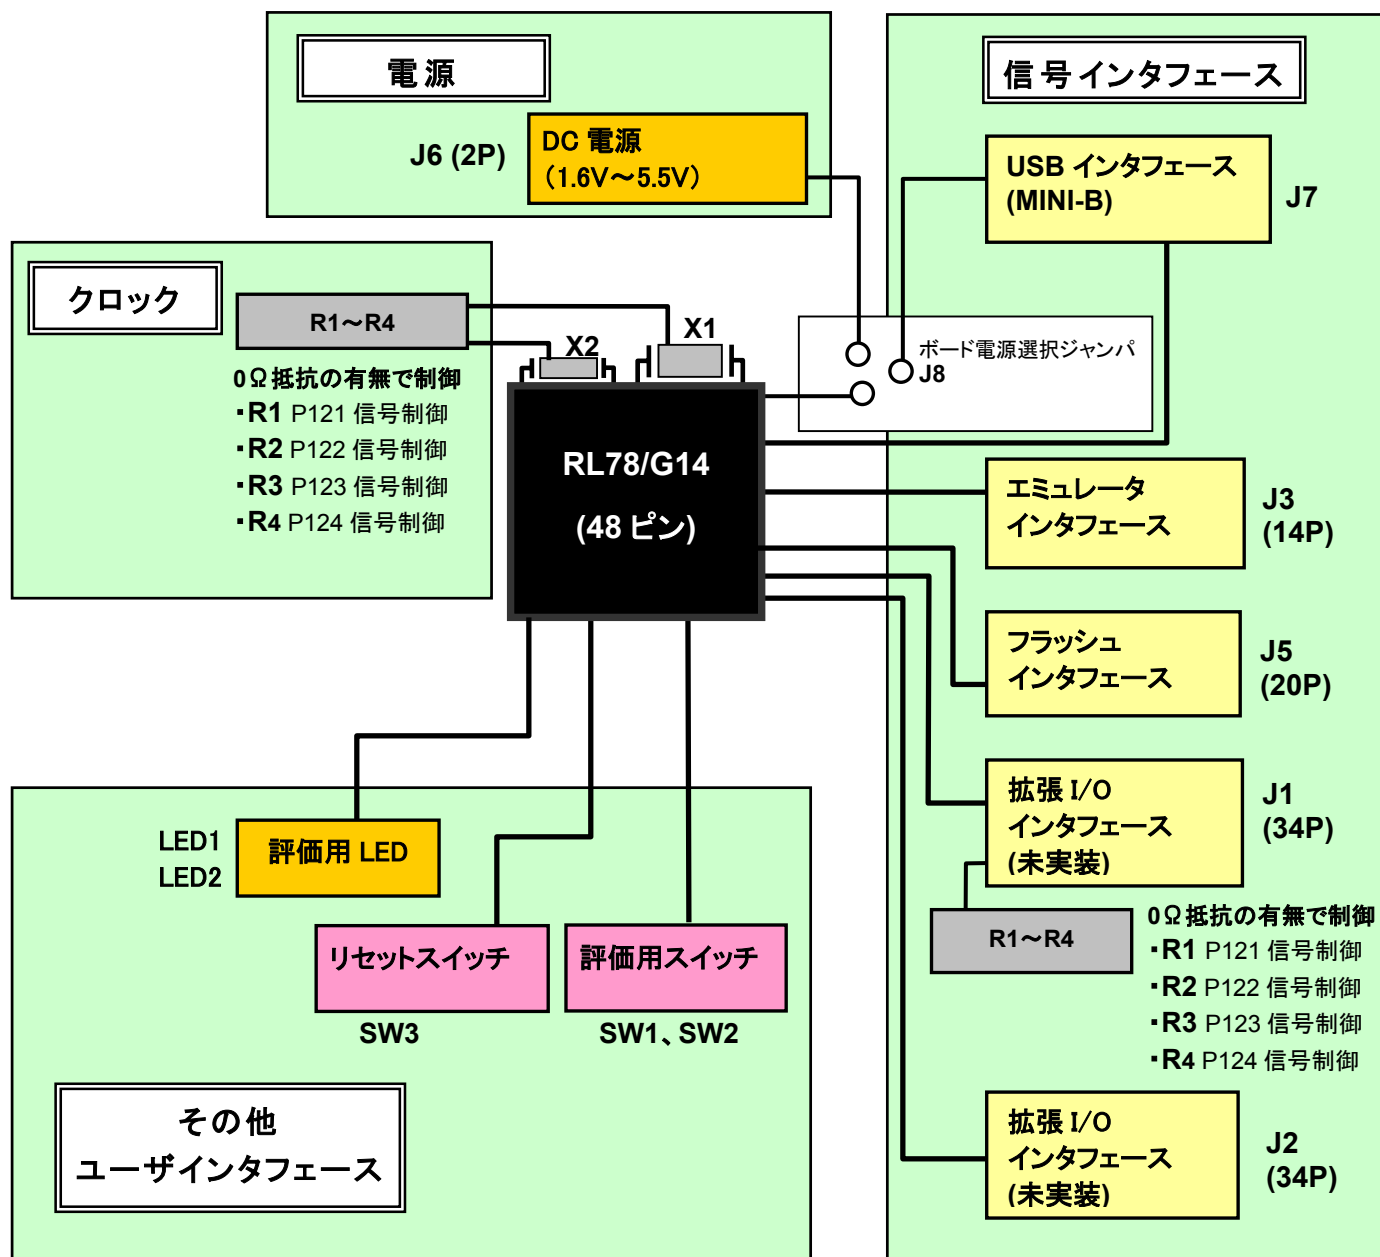 電源
J6 (2P)
DC 電源
(1.6V～5.5V)
信号インタフェース
USB インタフェース
(MINI-B)
J7
クロック
R1～R4
X2
X1
0Ω抵抗の有無で制御
・R1 P121 信号制御
・R2 P122 信号制御
・R3 P123 信号制御
・R4 P124 信号制御
ボード電源選択ジャンパ
J8
RL78/G14
(48 ピン)
エミュレータ
インタフェース
J3
(14P)
フラッシュ
インタフェース
J5
(20P)
拡張 I/O
インタフェース
(未実装)
J1
(34P)
R1～R4
0Ω抵抗の有無で制御
・R1 P121 信号制御
・R2 P122 信号制御
・R3 P123 信号制御
・R4 P124 信号制御
拡張 I/O
インタフェース
(未実装)
J2
(34P)
LED1
LED2
評価用 LED
リセットスイッチ
SW3
評価用スイッチ
SW1、SW2
その他
ユーザインタフェース